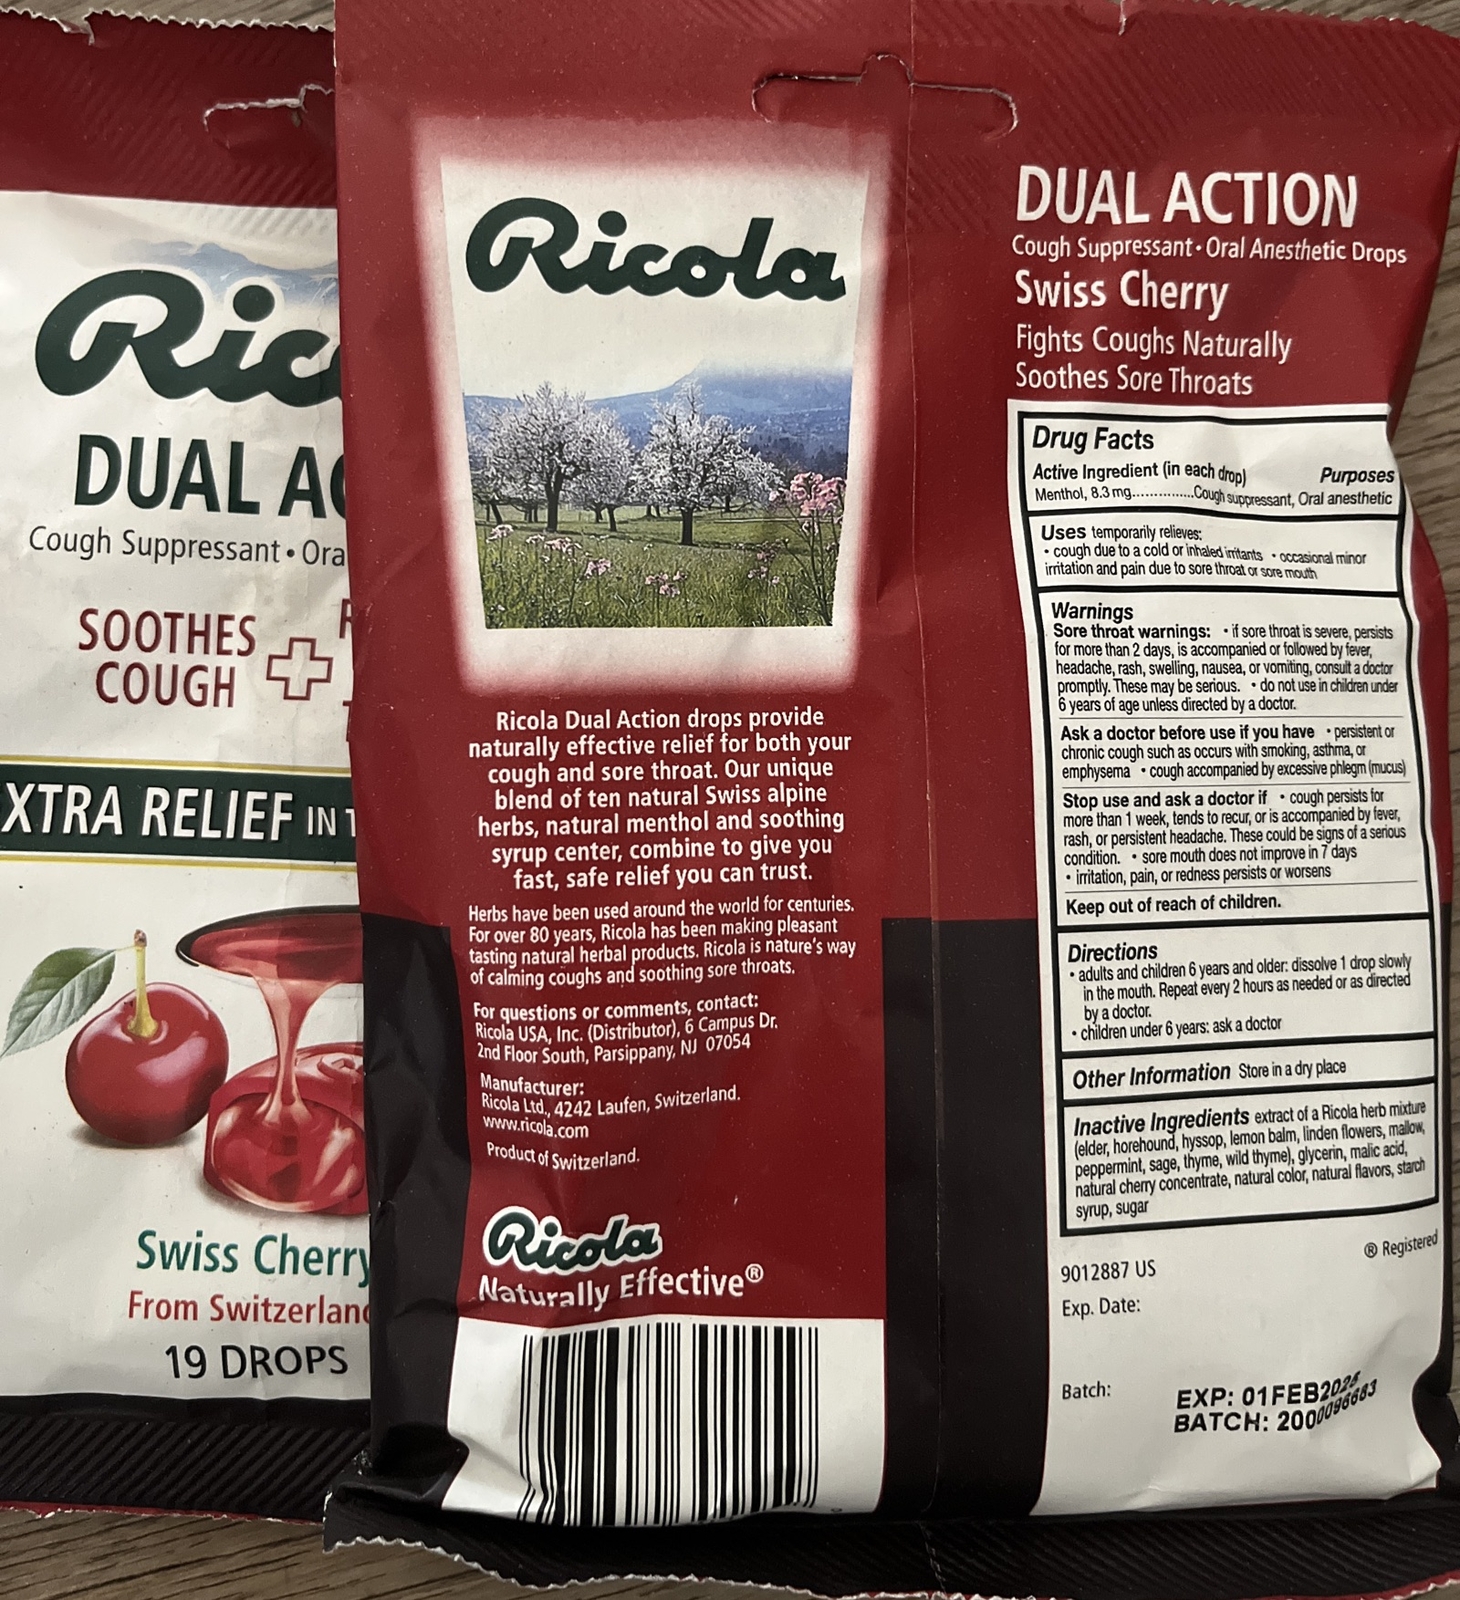 Ric
DUAL AC
Cough Suppressant • Ora
SOOTHES
COUGH
XTRA RELIEF IN
Swiss Cherry
From Switzerlan
19 DROPS
Ricola
Ricola Dual Action drops provide
naturally effective relief for both your
cough and sore throat. Our unique
blend of ten natural Swiss alpine
herbs, natural menthol and soothing
syrup center, combine to give you
fast, safe relief you can trust.
Herbs have been used around the world for centuries.
For over 80 years, Ricola has been making pleasant
tasting natural herbal products. Ricola is nature's way
of calming coughs and soothing sore throats.
For questions or comments, contact:
Ricola USA, Inc. (Distributor), 6 Campus Dr.
2nd Floor South, Parsippany, NJ 07054
Manufacturer:
Ricola Ltd., 4242 Laufen, Switzerland.
www.ricola.com
Product of Switzerland.
Ricola
Naturally Effective®
DUAL ACTION
Cough Suppressant • Oral Anesthetic Drops
Swiss Cherry
Fights Coughs Naturally
Soothes Sore Throats
Drug Facts
Active Ingredient (in each drop) Purposes
Menthol, 8.3 mg...............Cough suppressant, Oral anesthetic
Uses temporarily relieves:
• cough due to a cold or inhaled irritants • occasional minor
irritation and pain due to sore throat or sore mouth
Warnings
Sore throat warnings: • if sore throat is severe, persists
for more than 2 days, is accompanied or followed by fever,
headache, rash, swelling, nausea, or vomiting, consult a doctor
promptly. These may be serious. • do not use in children under
6 years of age unless directed by a doctor.
Ask a doctor before use if you have • persistent or
chronic cough such as occurs with smoking, asthma, or
emphysema • cough accompanied by excessive phlegm (mucus)
Stop use and ask a doctor if • cough persists for
more than 1 week, tends to recur, or is accompanied by fever,
rash, or persistent headache. These could be signs of a serious
condition. • sore mouth does not improve in 7 days
• irritation, pain, or redness persists or worsens
Keep out of reach of children.
Directions
• adults and children 6 years and older: dissolve 1 drop slowly
in the mouth. Repeat every 2 hours as needed or as directed
by a doctor.
• children under 6 years: ask a doctor
Other Information Store in a dry place
Inactive Ingredients extract of a Ricola herb mixture
(elder, horehound, hyssop, lemon balm, linden flowers, mallow,
peppermint, sage, thyme, wild thyme), glycerin, malic acid,
natural cherry concentrate, natural color, natural flavors, starch
syrup, sugar
® Registered
9012887 US
Exp. Date:
Batch:
EXP: 01FEB
BATCH: 2000096683